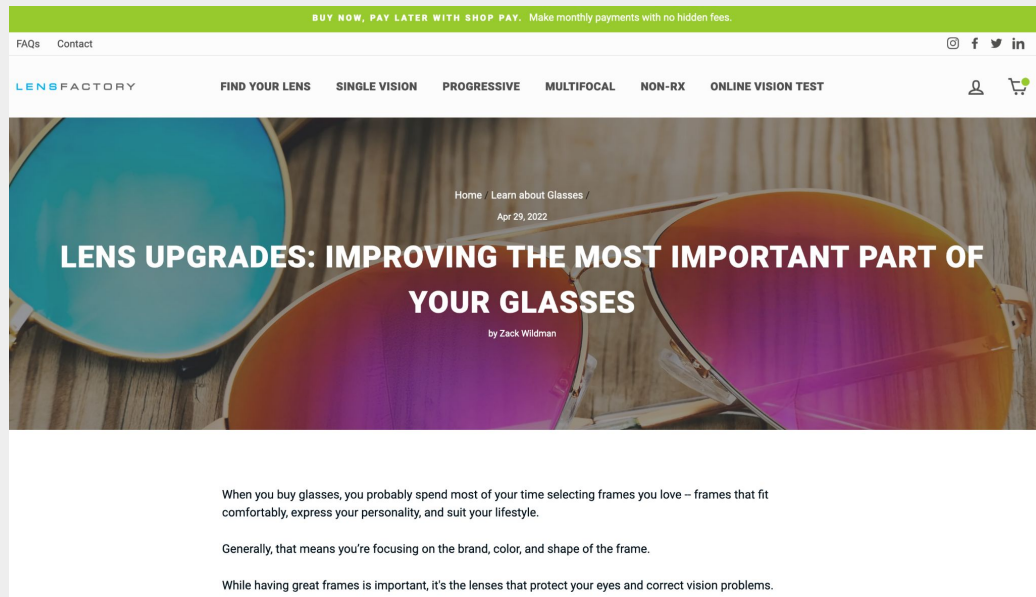 BUY NOW, PAY LATER WITH SHOP PAY. Make monthly payments with no hidden fees.
FAQs Contact
LENSFACTORY FIND YOUR LENS SINGLE VISION PROGRESSIVE MULTIFOCAL NON-RX ONLINE VISION TEST
Home / Learn about Glasses /
Apr 29, 2022
LENS UPGRADES: IMPROVING THE MOST IMPORTANT PART OF
YOUR GLASSES
by Zack Wildman
When you buy glasses, you probably spend most of your time selecting frames you love – frames that fit
comfortably, express your personality, and suit your lifestyle.
Generally, that means you’re focusing on the brand, color, and shape of the frame.
While having great frames is important, it's the lenses that protect your eyes and correct vision problems.